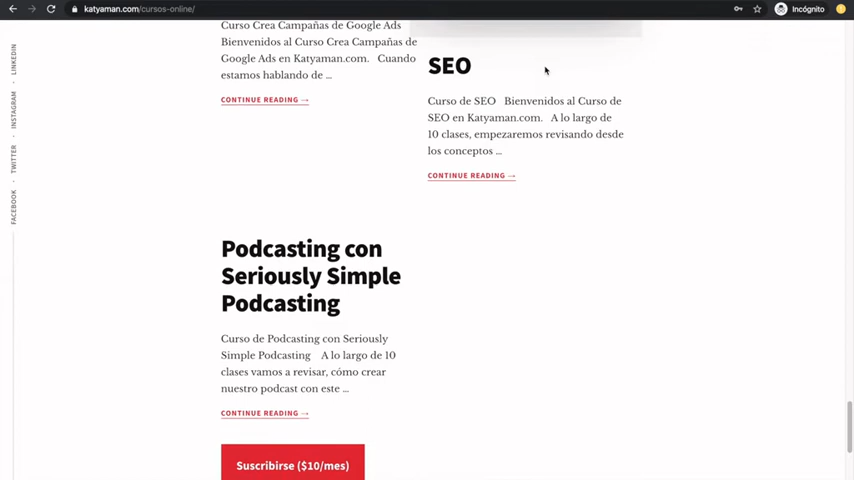 katyaman.com/cursos-online/
Incógnito
LINKEDIN
INSTAGRAM
TWITTER
FACEBOOK
Curso Crea Campañas de Google Ads
Bienvenidos al Curso Crea Campañas de
Google Ads en Katyaman.com. Cuando
estamos hablando de ...
CONTINUE READING →
SEO
Curso de SEO Bienvenidos al Curso de
SEO en Katyaman.com. A lo largo de
10 clases, empezaremos revisando desde
los conceptos ...
CONTINUE READING →
Podcasting con
Seriously Simple
Podcasting
Curso de Podcasting con Seriously
Simple Podcasting A lo largo de 10
clases vamos a revisar, cómo crear
nuestro podcast con este ...
CONTINUE READING →
Suscribirse ($10/mes)